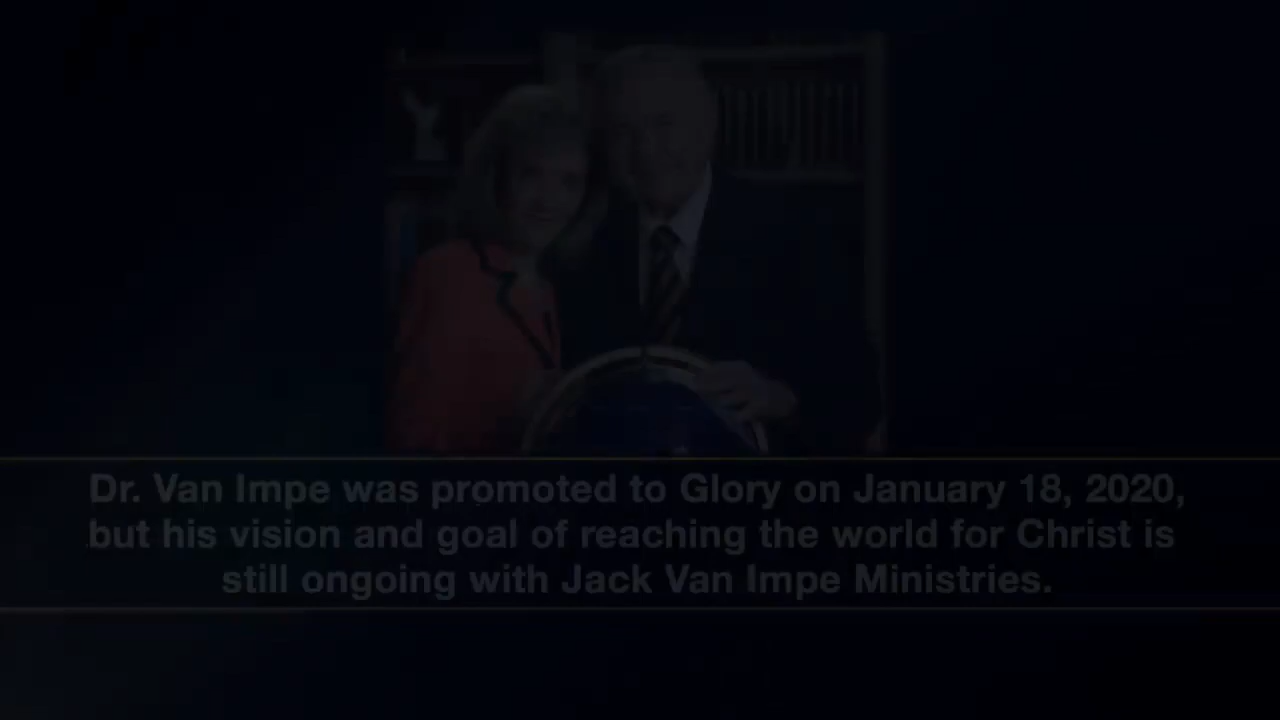 Dr. Van Impe was promoted to Glory on January 18, 2020,
but his vision and goal of reaching the world for Christ is
still ongoing with Jack Van Impe Ministries.